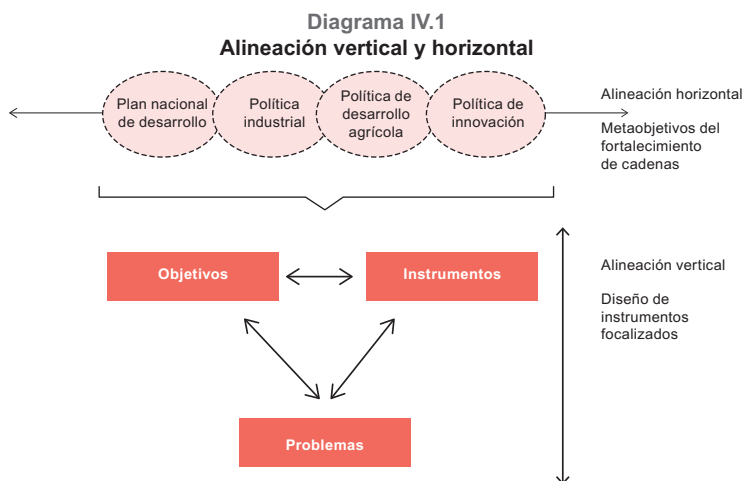 Diagrama IV.1
Alineación vertical y horizontal
Plan nacional
de desarrollo
Política
industrial
Política de
desarrollo
agrícola
Política de
innovación
Alineación horizontal
Metaobjetivos del
fortalecimiento
de cadenas
Objetivos
Instrumentos
Alineación vertical
Diseño de
instrumentos
focalizados
Problemas